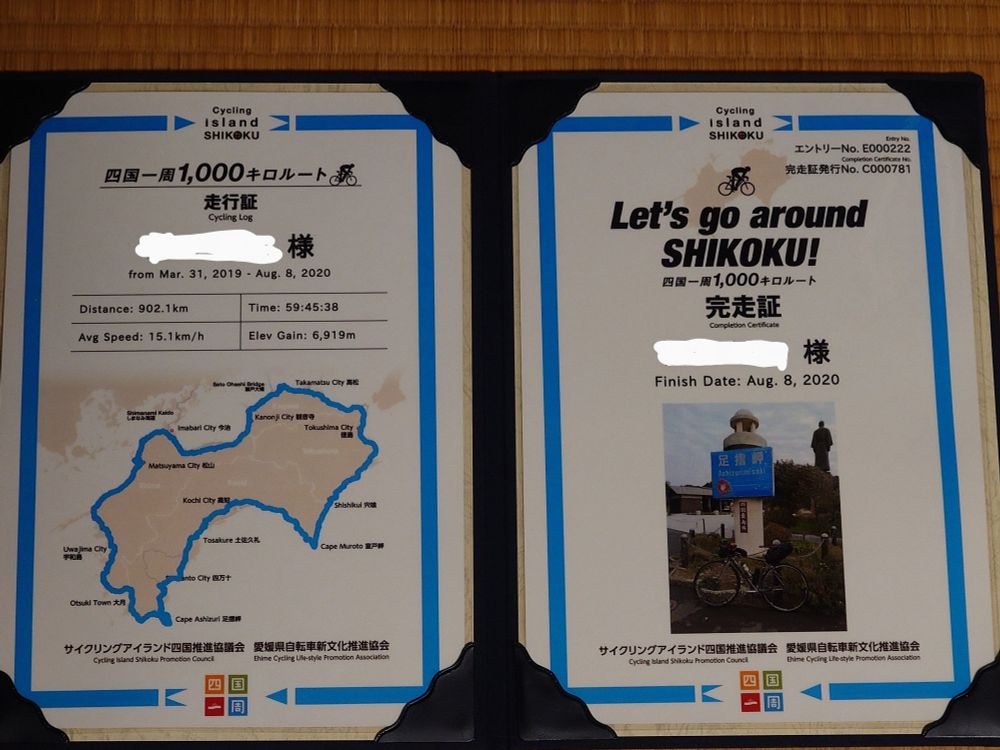 Cycling
island
SHIKOKU
四国一周1,000キロルート
走行証
Cycling Log
様
from Mar. 31, 2019 - Aug. 8, 2020
Distance: 902.1km
Time: 59:45:38
Avg Speed: 15.1km/h
Elev Gain: 6,919m
Seto Ohashi Bridge
瀬戸大橋
Takamatsu City 高松
Shimanami Kaido
しまなみ海道
Kanonji City 観音寺
Imabari City 今治
Tokushima City
徳島
Matsuyama City 松山
Kochi City 高知
Shishikui 宍喰
Tosakure 土佐久礼
Cape Muroto 室戸岬
Uwajima City
宇和島
anto City 四万十
Otsuki Town 大月
Cape Ashizuri 足摺岬
サイクリングアイランド四国推進協議会
Cycling Island Shikoku Promotion Council
愛媛県自転車新文化推進協会
Ehime Cycling Life-style Promotion Association
四国
一周
Cycling
island
SHIKOKU
Entry No.
エントリーNo. E000222
Completion Certificate No.
完走証発行No. C000781
Let's go around
SHIKOKU!
四国一周1,000キロルート
完走証
Completion Certificate
様
Finish Date: Aug. 8, 2020
足摺岬
Ashizurimisaki
サイクリングアイランド四国推進協議会
Cycling Island Shikoku Promotion Council
愛媛県自転車新文化推進協会
Ehime Cycling Life-style Promotion Association
四国
一周